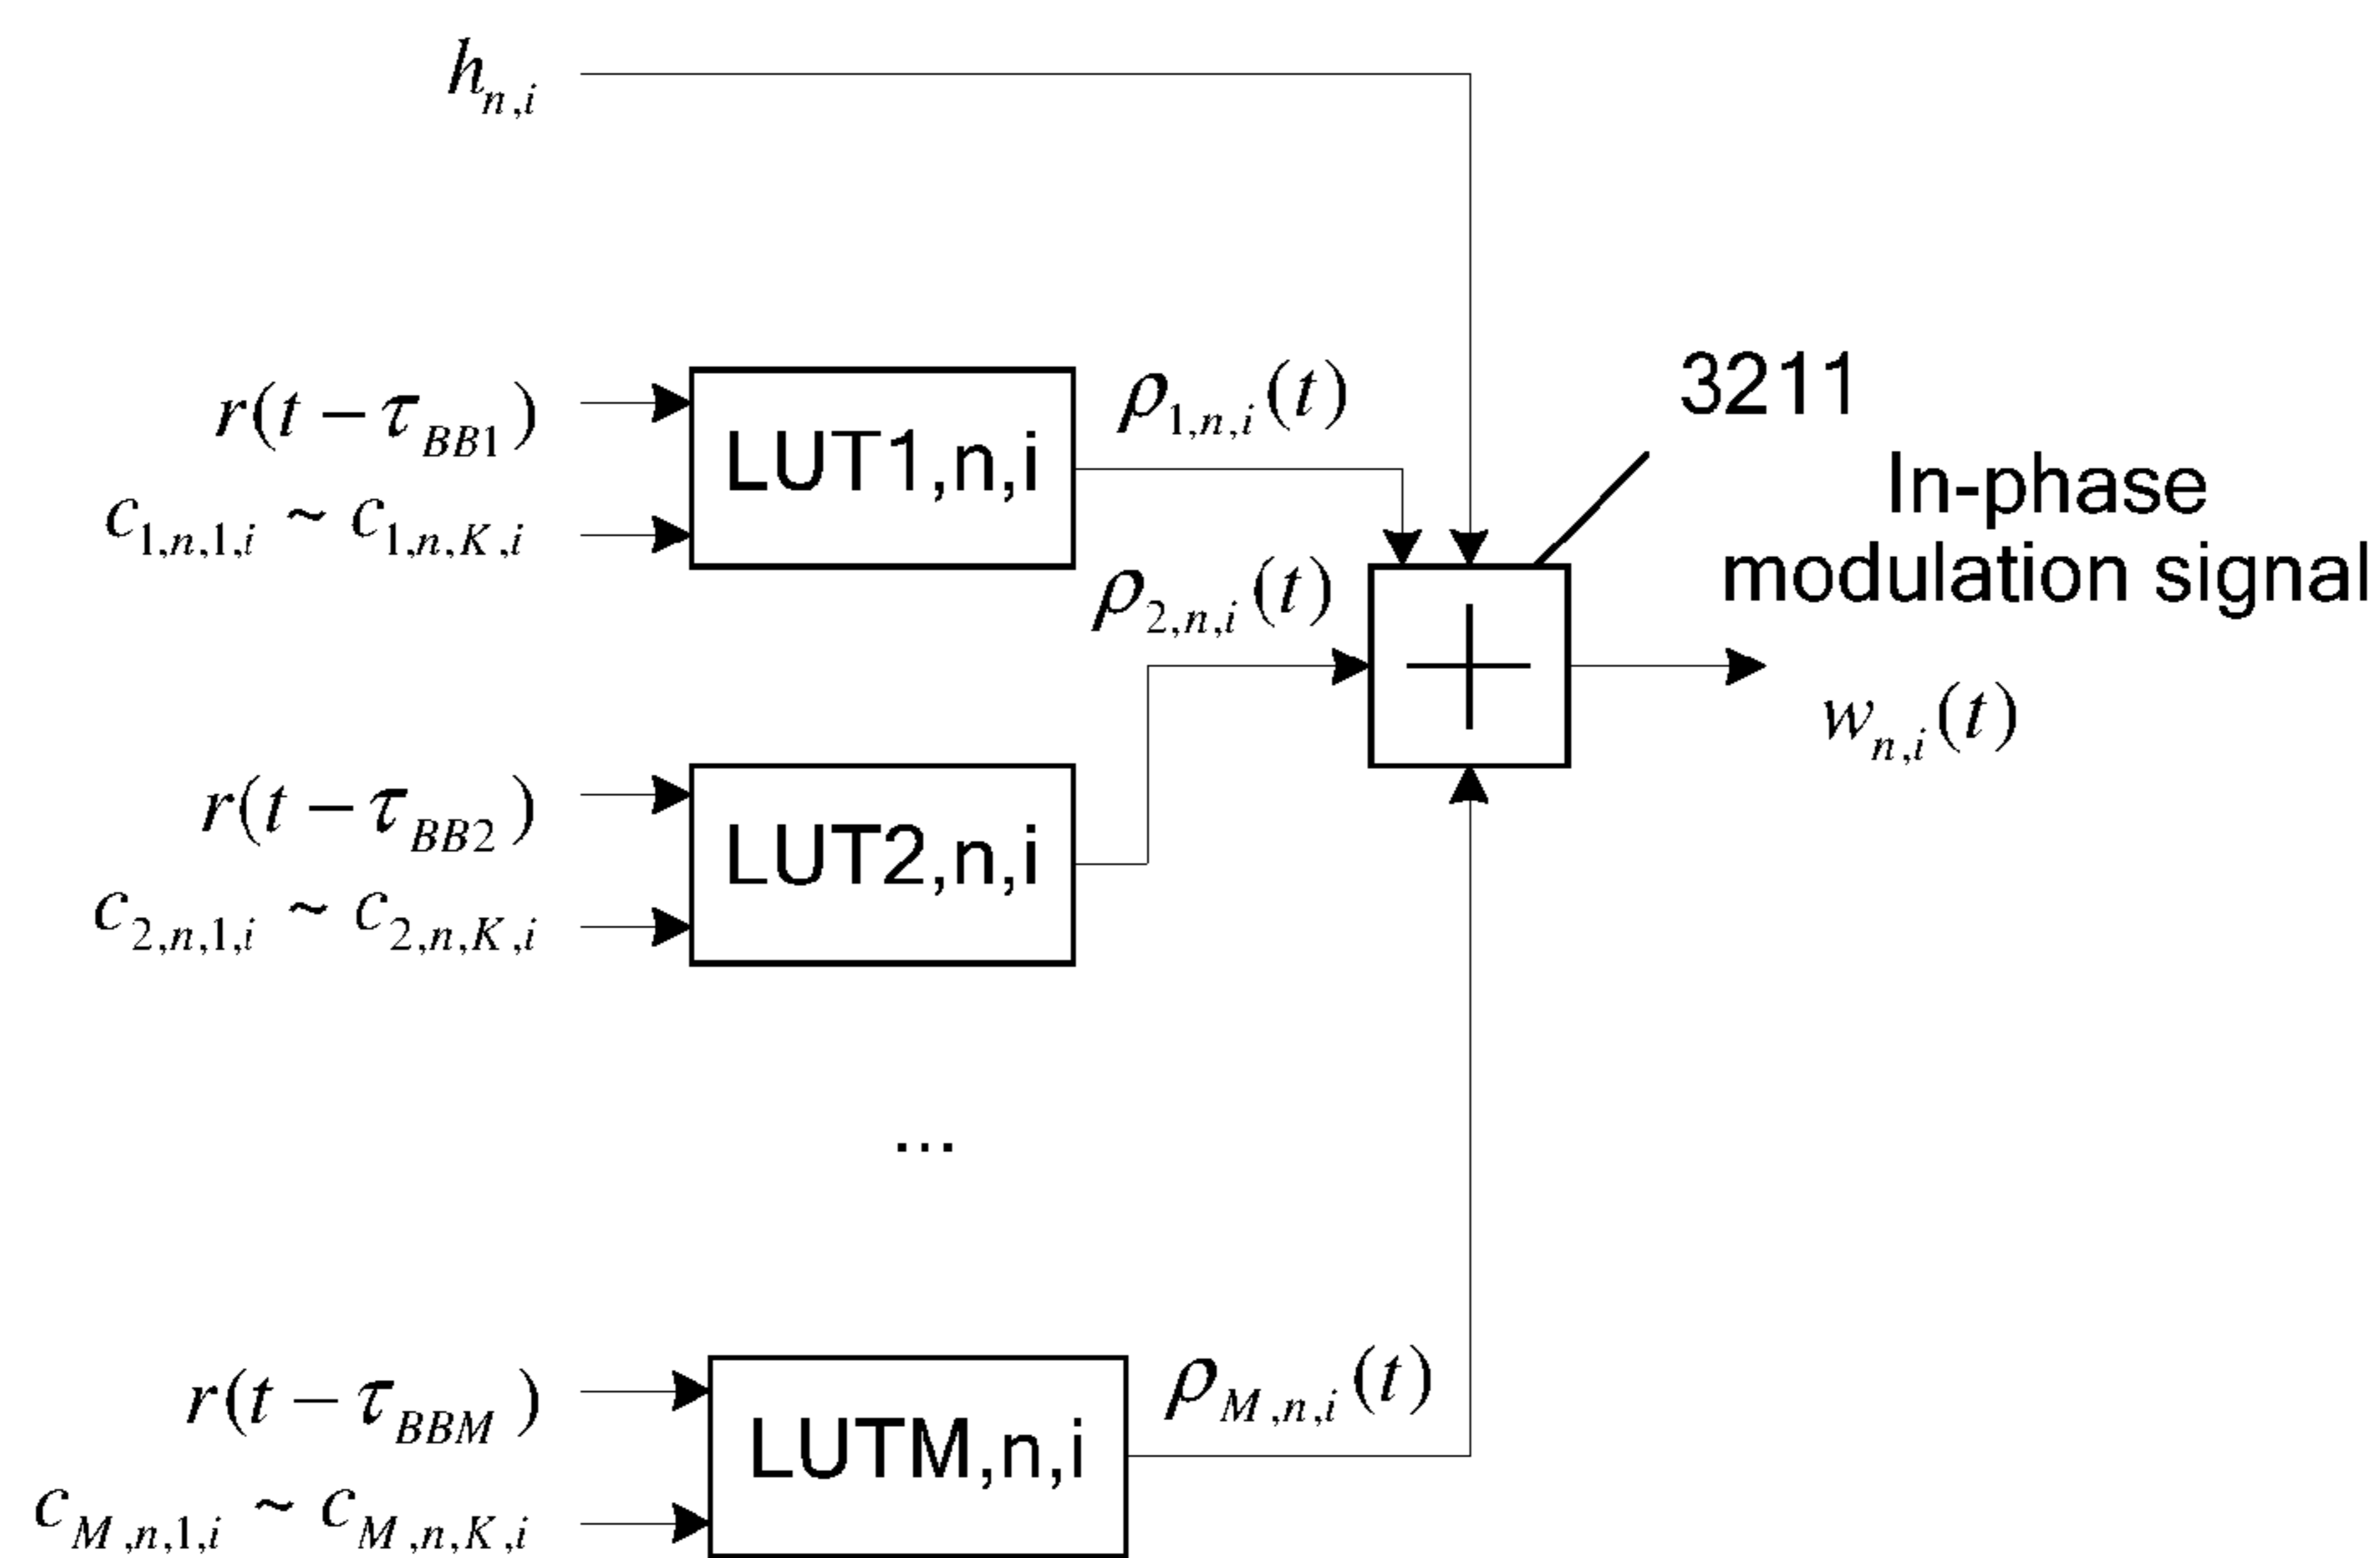 h_{n,i}
r(t − τ_{BB1})
c_{1,n,1,i} ~ c_{1,n,K,i}
LUT1,n,i
ρ_{1,n,i}(t)
3211
In-phase
modulation signal
ρ_{2,n,i}(t)
+
w_{n,i}(t)
r(t − τ_{BB2})
c_{2,n,1,i} ~ c_{2,n,K,i}
LUT2,n,i
...
r(t − τ_{BBM})
c_{M,n,1,i} ~ c_{M,n,K,i}
LUTM,n,i
ρ_{M,n,i}(t)